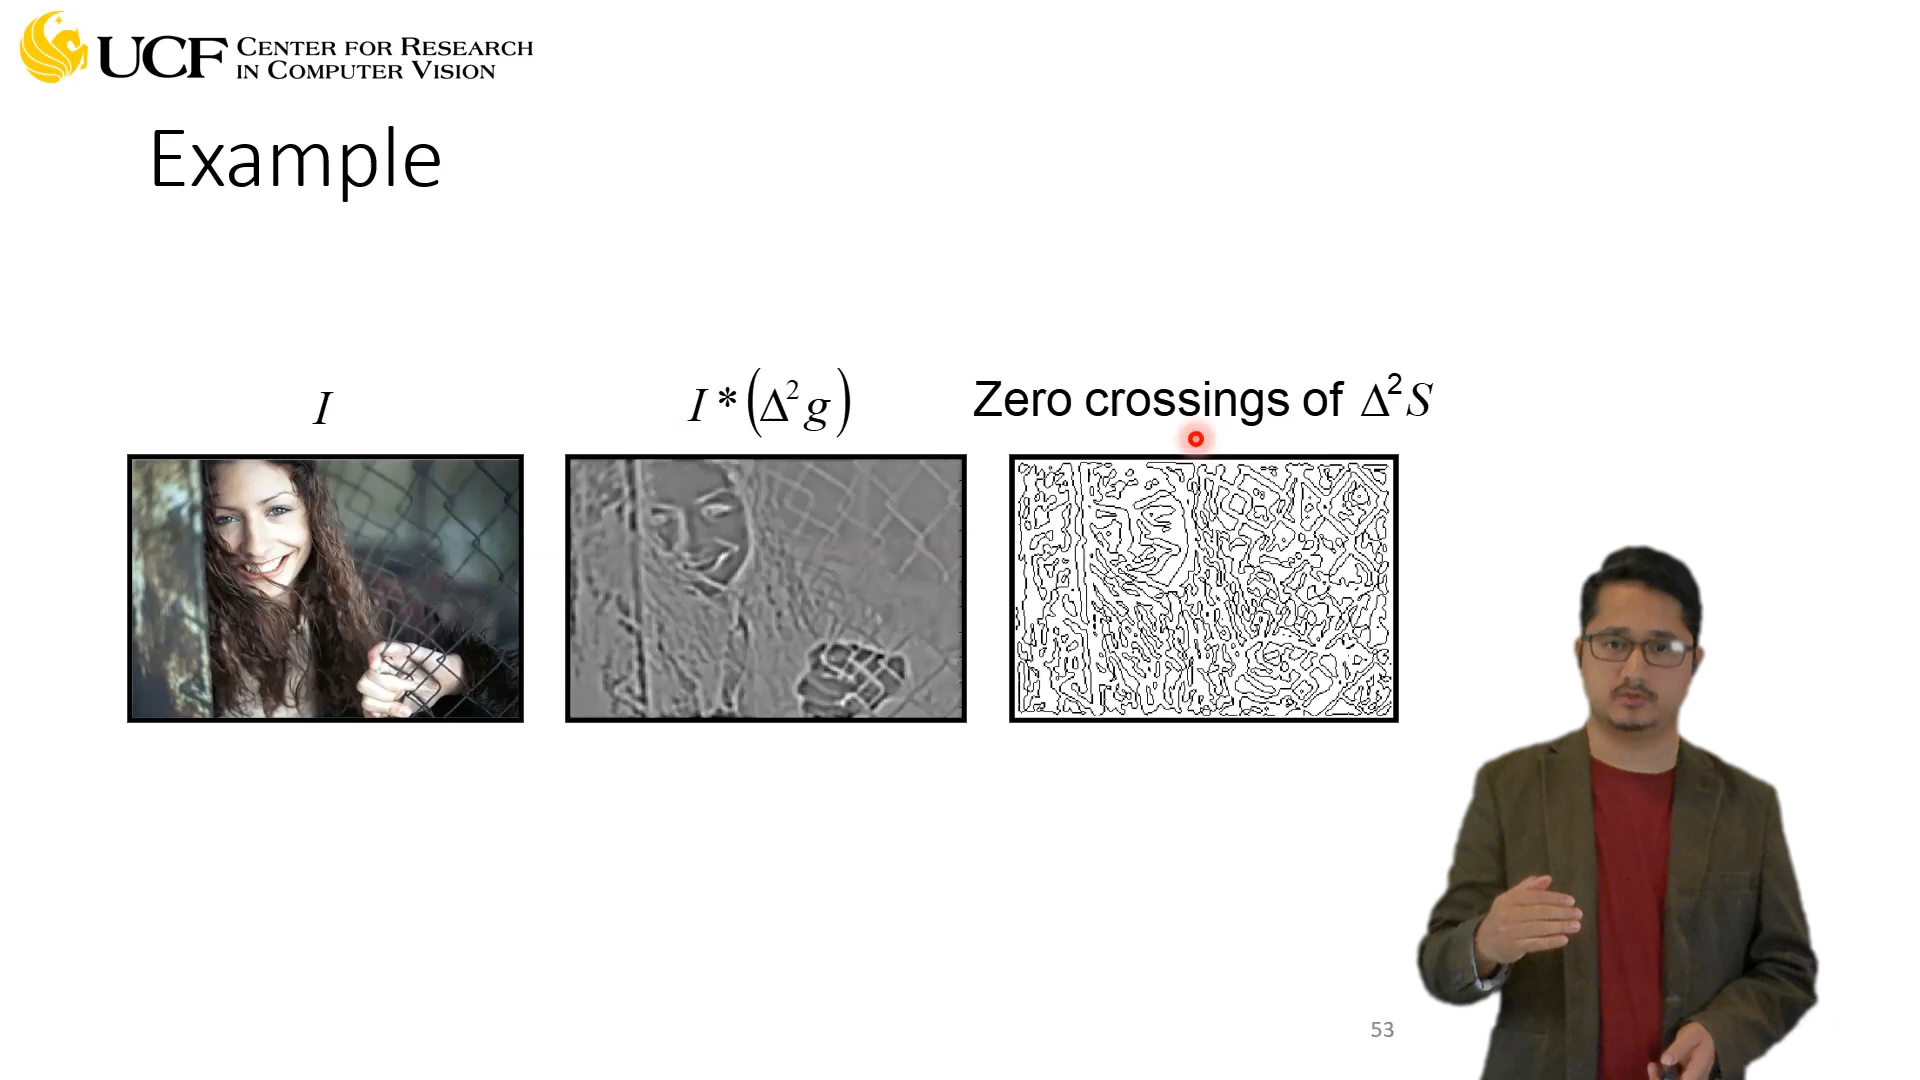 UCF CENTER FOR RESEARCH
IN COMPUTER VISION
Example
I
I * (Δ²g)
Zero crossings of Δ²S
53